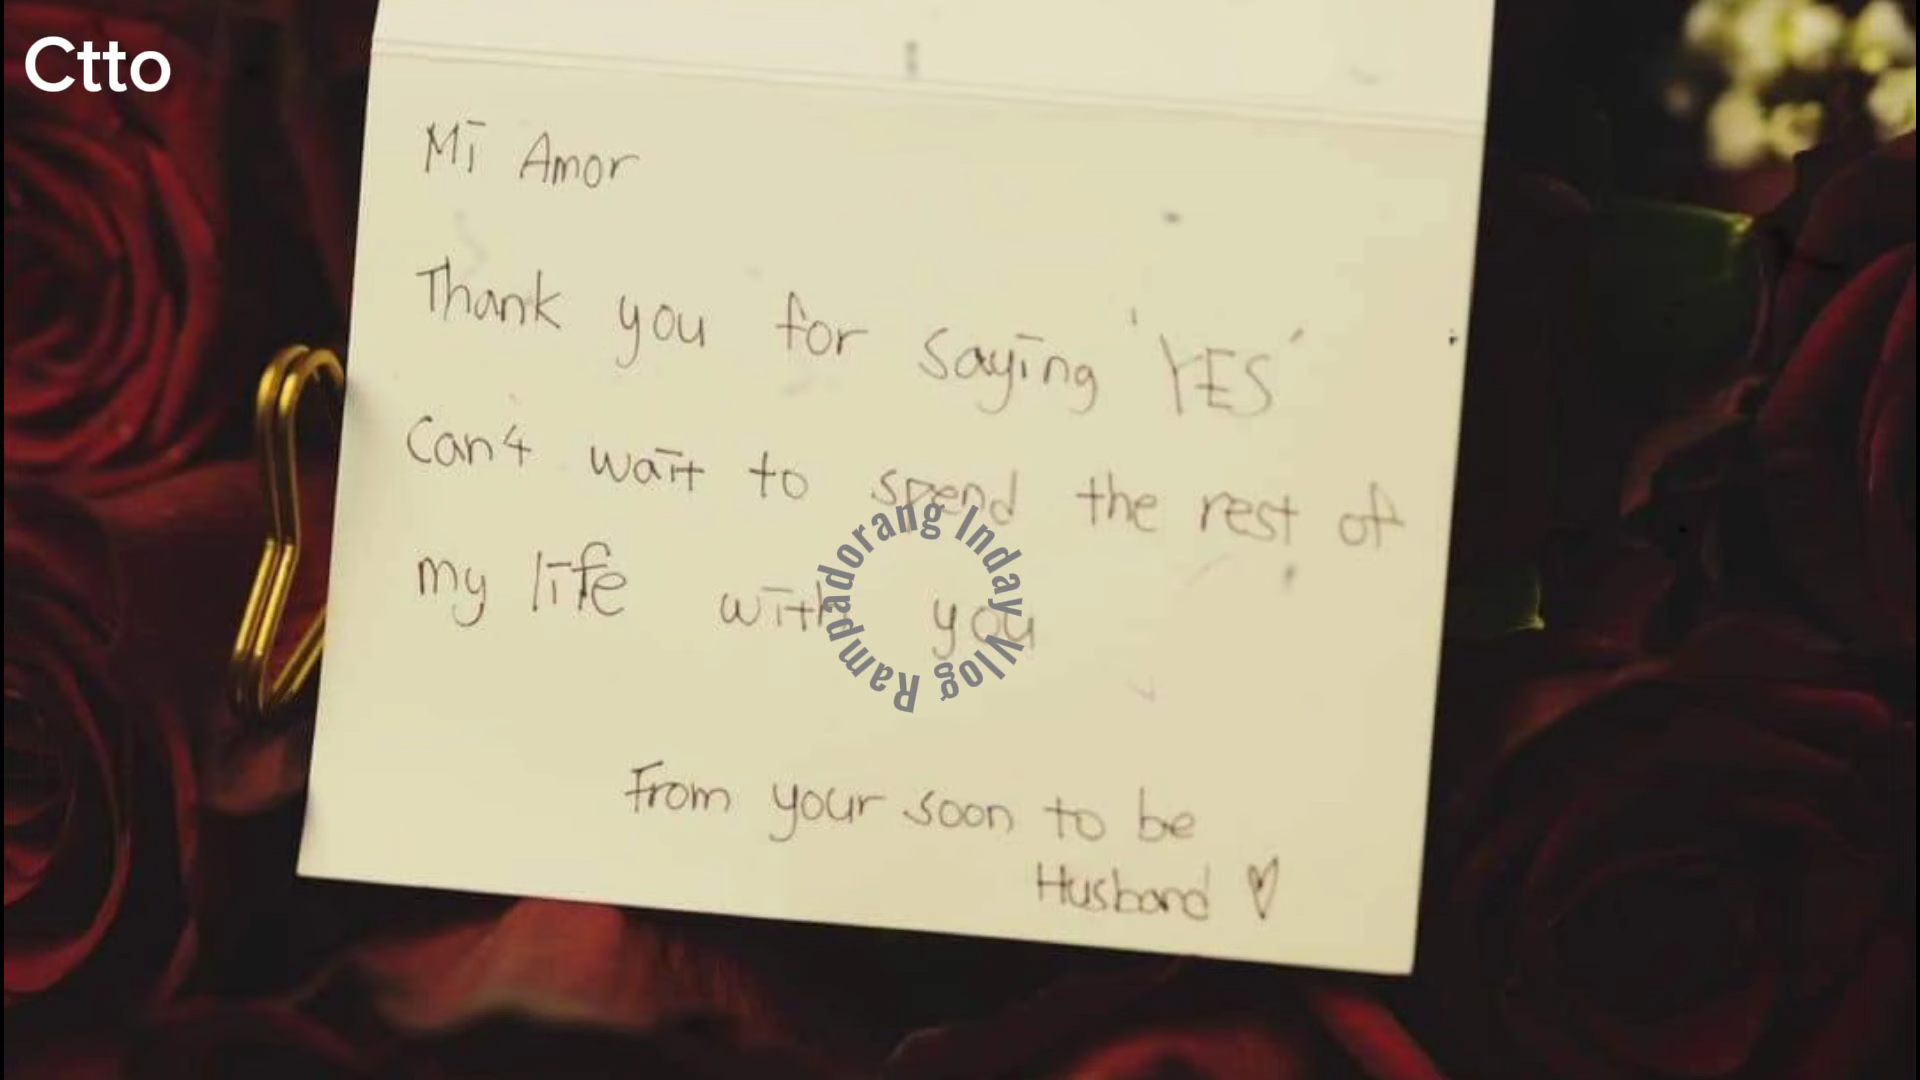 Ctto
Mi Amor
Thank you for saying 'YES'
Can't wait to spend the rest of
my life with you
From your soon to be
Husband
Rampadorang Inday Vlog